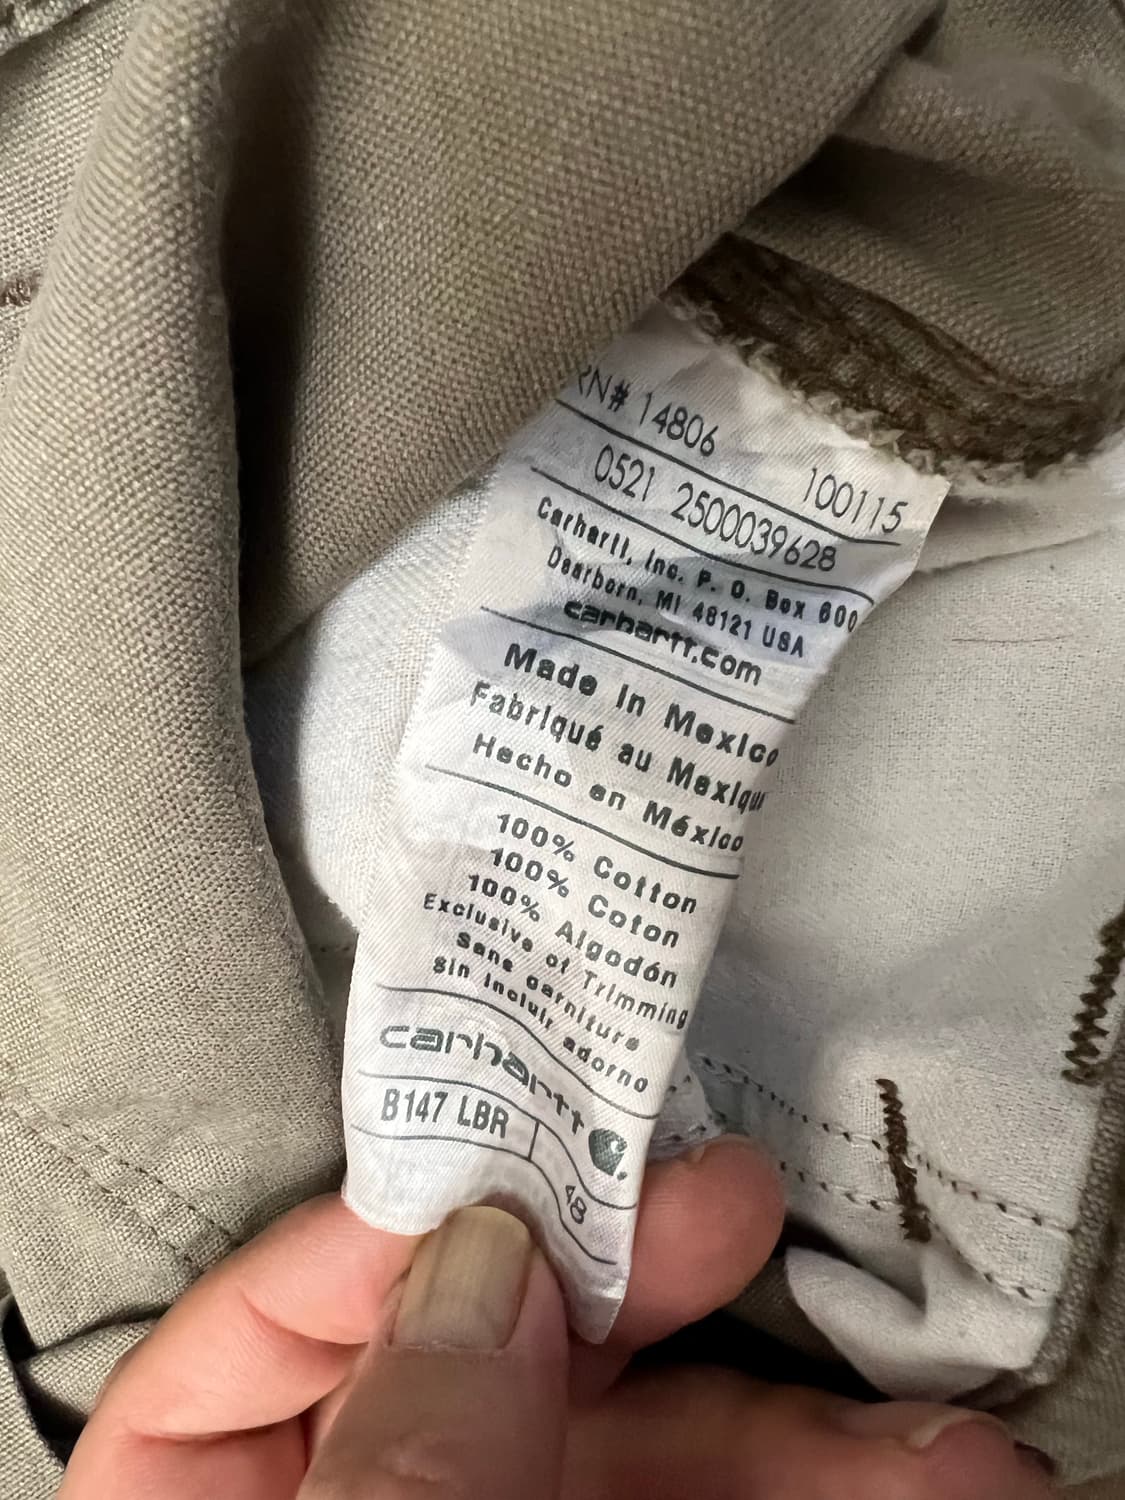 RN# 14806 100115
0521 2500039628
Carhartt, Inc. P. O. Box 600
Dearborn, MI 48121 USA
carhartt.com
Made in Mexico
Fabriqué au Mexique
Hecho en México
100% Cotton
100% Coton
100% Algodón
Exclusive of Trimming
Sans garniture
sin incluir adorno
carhartt
B147 LBR 48